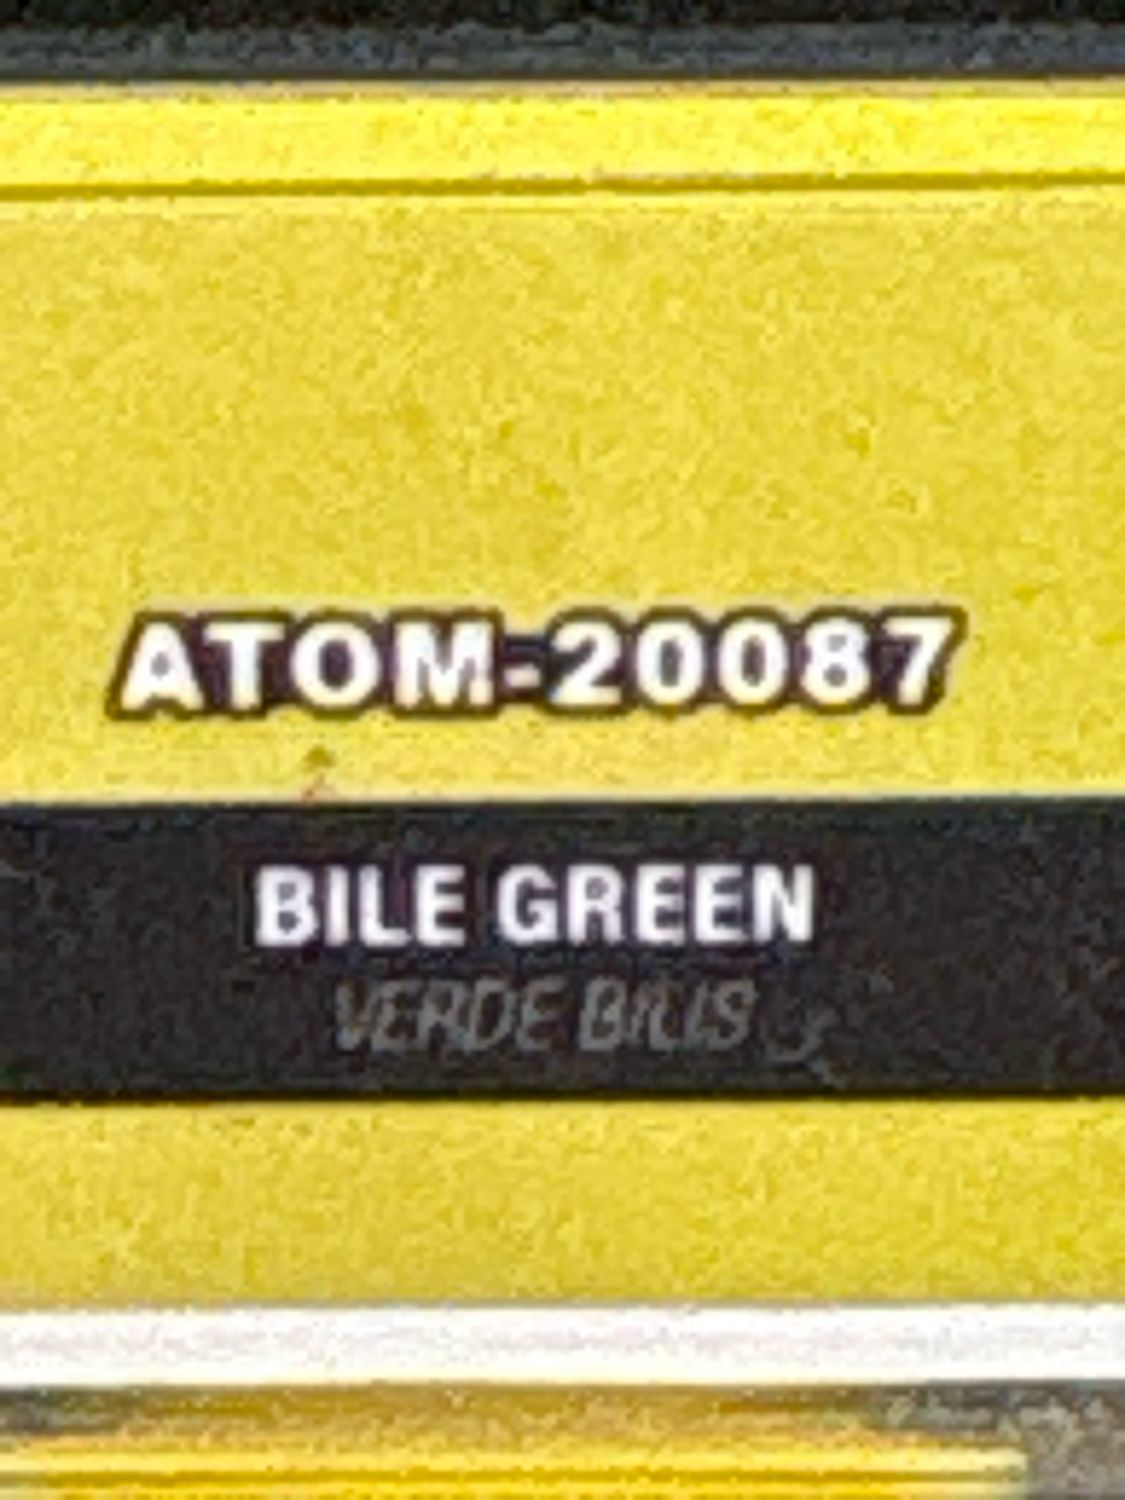 ATOM-20087
BILE GREEN
VERDE BILIS